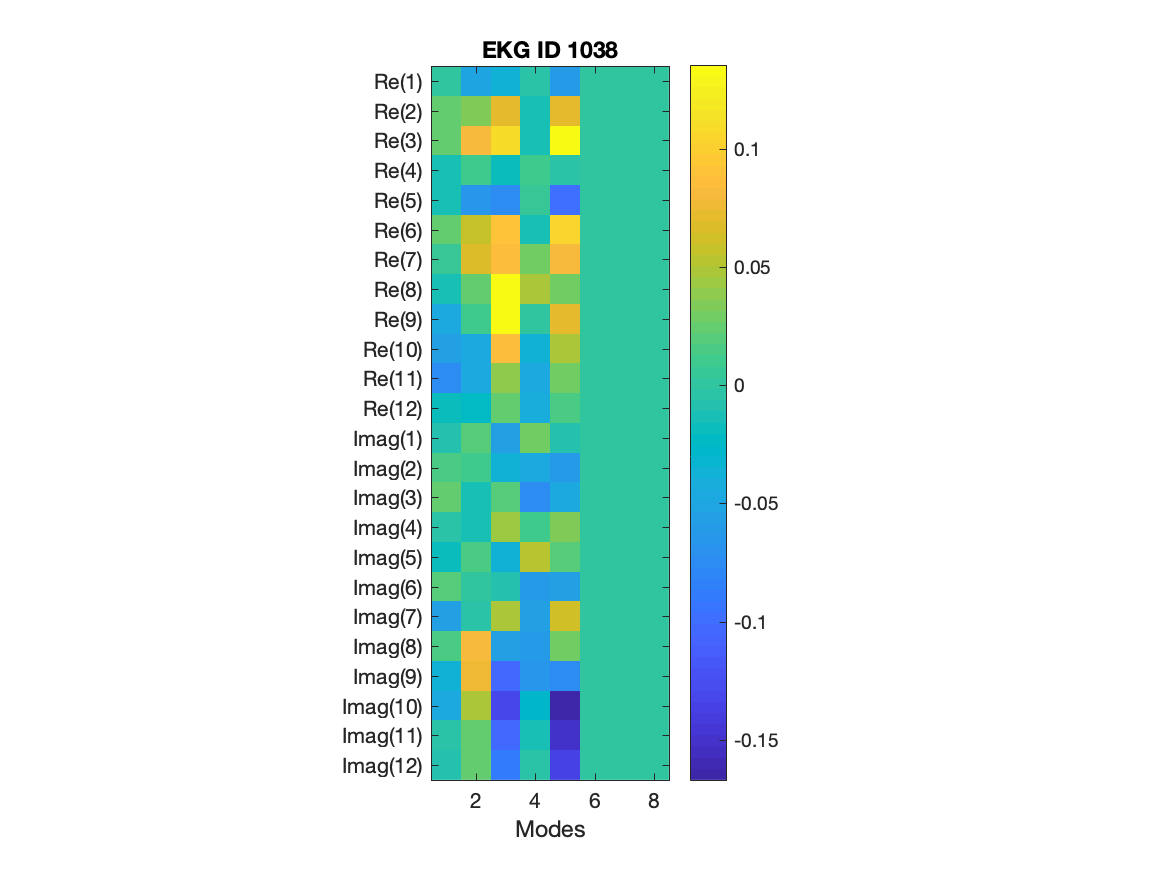 EKG ID 1038
Re(1)
Re(2)
Re(3)
Re(4)
Re(5)
Re(6)
Re(7)
Re(8)
Re(9)
Re(10)
Re(11)
Re(12)
Imag(1)
Imag(2)
Imag(3)
Imag(4)
Imag(5)
Imag(6)
Imag(7)
Imag(8)
Imag(9)
Imag(10)
Imag(11)
Imag(12)
2 4 6 8
Modes
0.1
0.05
0
-0.05
-0.1
-0.15